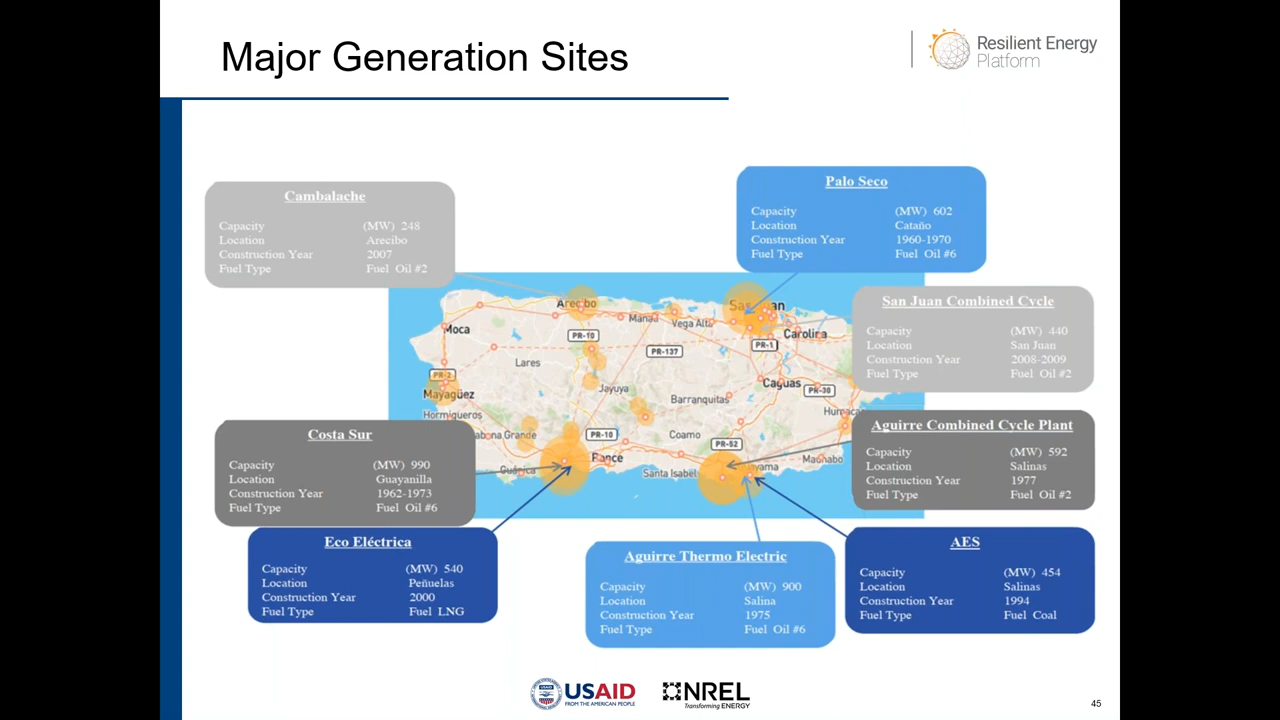 Major Generation Sites
Resilient Energy
Platform
Cambalache
Capacity (MW) 248
Location Arecibo
Construction Year 2007
Fuel Type Fuel Oil #2
Palo Seco
Capacity (MW) 602
Location Cataño
Construction Year 1960-1970
Fuel Type Fuel Oil #6
San Juan Combined Cycle
Capacity (MW) 440
Location San Juan
Construction Year 2008-2009
Fuel Type Fuel Oil #2
Arecibo
Manatí
Vega Alta
Moca
PR-10
PR-137
PR-1
Carolina
Lares
PR-2
Jayuya
Caguas
PR-30
Mayagüez
Barranquitas
Hormigueros
abona Grande
PR-10
Coamo
PR-52
Ponce
Guánica
Santa Isabel
Maunabo
Costa Sur
Capacity (MW) 990
Location Guayanilla
Construction Year 1962-1973
Fuel Type Fuel Oil #6
Aguirre Combined Cycle Plant
Capacity (MW) 592
Location Salinas
Construction Year 1977
Fuel Type Fuel Oil #2
Eco Eléctrica
Capacity (MW) 540
Location Peñuelas
Construction Year 2000
Fuel Type Fuel LNG
Aguirre Thermo Electric
Capacity (MW) 900
Location Salina
Construction Year 1975
Fuel Type Fuel Oil #6
AES
Capacity (MW) 454
Location Salinas
Construction Year 1994
Fuel Type Fuel Coal
USAID
FROM THE AMERICAN PEOPLE
NREL
Transforming ENERGY
45